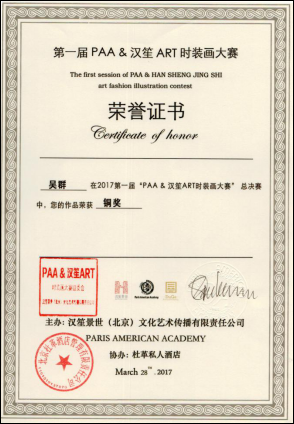 第一届 PAA & 汉笙 ART 时装画大赛
The first session of PAA & HAN SHENG JING SHI
art fashion illustration contest
荣誉证书
Certificate of honor
吴群 在2017第一届“PAA & 汉笙ART时装画大赛”总决赛
中，您的作品荣获 铜奖
PAA & 汉笙ART
主办：汉笙景世（北京）文化艺术传播有限责任公司
PARIS AMERICAN ACADEMY
协办：杜革私人酒店
March 28th. 2017